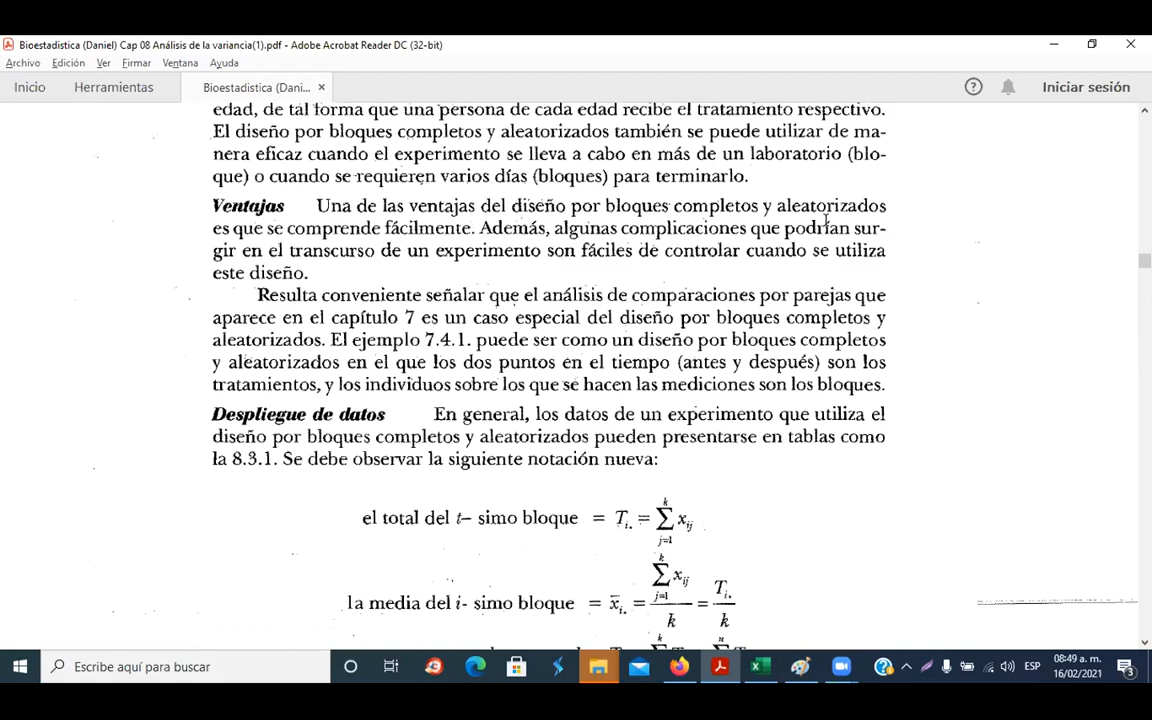 Bioestadistica (Daniel) Cap 08 Análisis de la variancia(1).pdf - Adobe Acrobat Reader DC (32-bit)
Archivo Edición Ver Firmar Ventana Ayuda
Inicio Herramientas Bioestadistica (Dani... × Iniciar sesión
edad, de tal forma que una persona de cada edad recibe el tratamiento respectivo.
El diseño por bloques completos y aleatorizados también se puede utilizar de ma-
nera eficaz cuando el experimento se lleva a cabo en más de un laboratorio (blo-
que) o cuando se requieren varios días (bloques) para terminarlo.
Ventajas Una de las ventajas del diseño por bloques completos y aleatorizados
es que se comprende fácilmente. Además, algunas complicaciones que podrían sur-
gir en el transcurso de un experimento son fáciles de controlar cuando se utiliza
este diseño.
Resulta conveniente señalar que el análisis de comparaciones por parejas que
aparece en el capítulo 7 es un caso especial del diseño por bloques completos y
aleatorizados. El ejemplo 7.4.1. puede ser como un diseño por bloques completos
y aleatorizados en el que los dos puntos en el tiempo (antes y después) son los
tratamientos, y los individuos sobre los que se hacen las mediciones son los bloques.
Despliegue de datos En general, los datos de un experimento que utiliza el
diseño por bloques completos y aleatorizados pueden presentarse en tablas como
la 8.3.1. Se debe observar la siguiente notación nueva:
el total del t– simo bloque = T_i. = ∑_{j=1}^{k} x_ij
la media del i- simo bloque = x̄_i. = ∑_{j=1}^{k} x_ij / k = T_i. / k
Escribe aquí para buscar
ESP
08:49 a. m.
16/02/2021
3